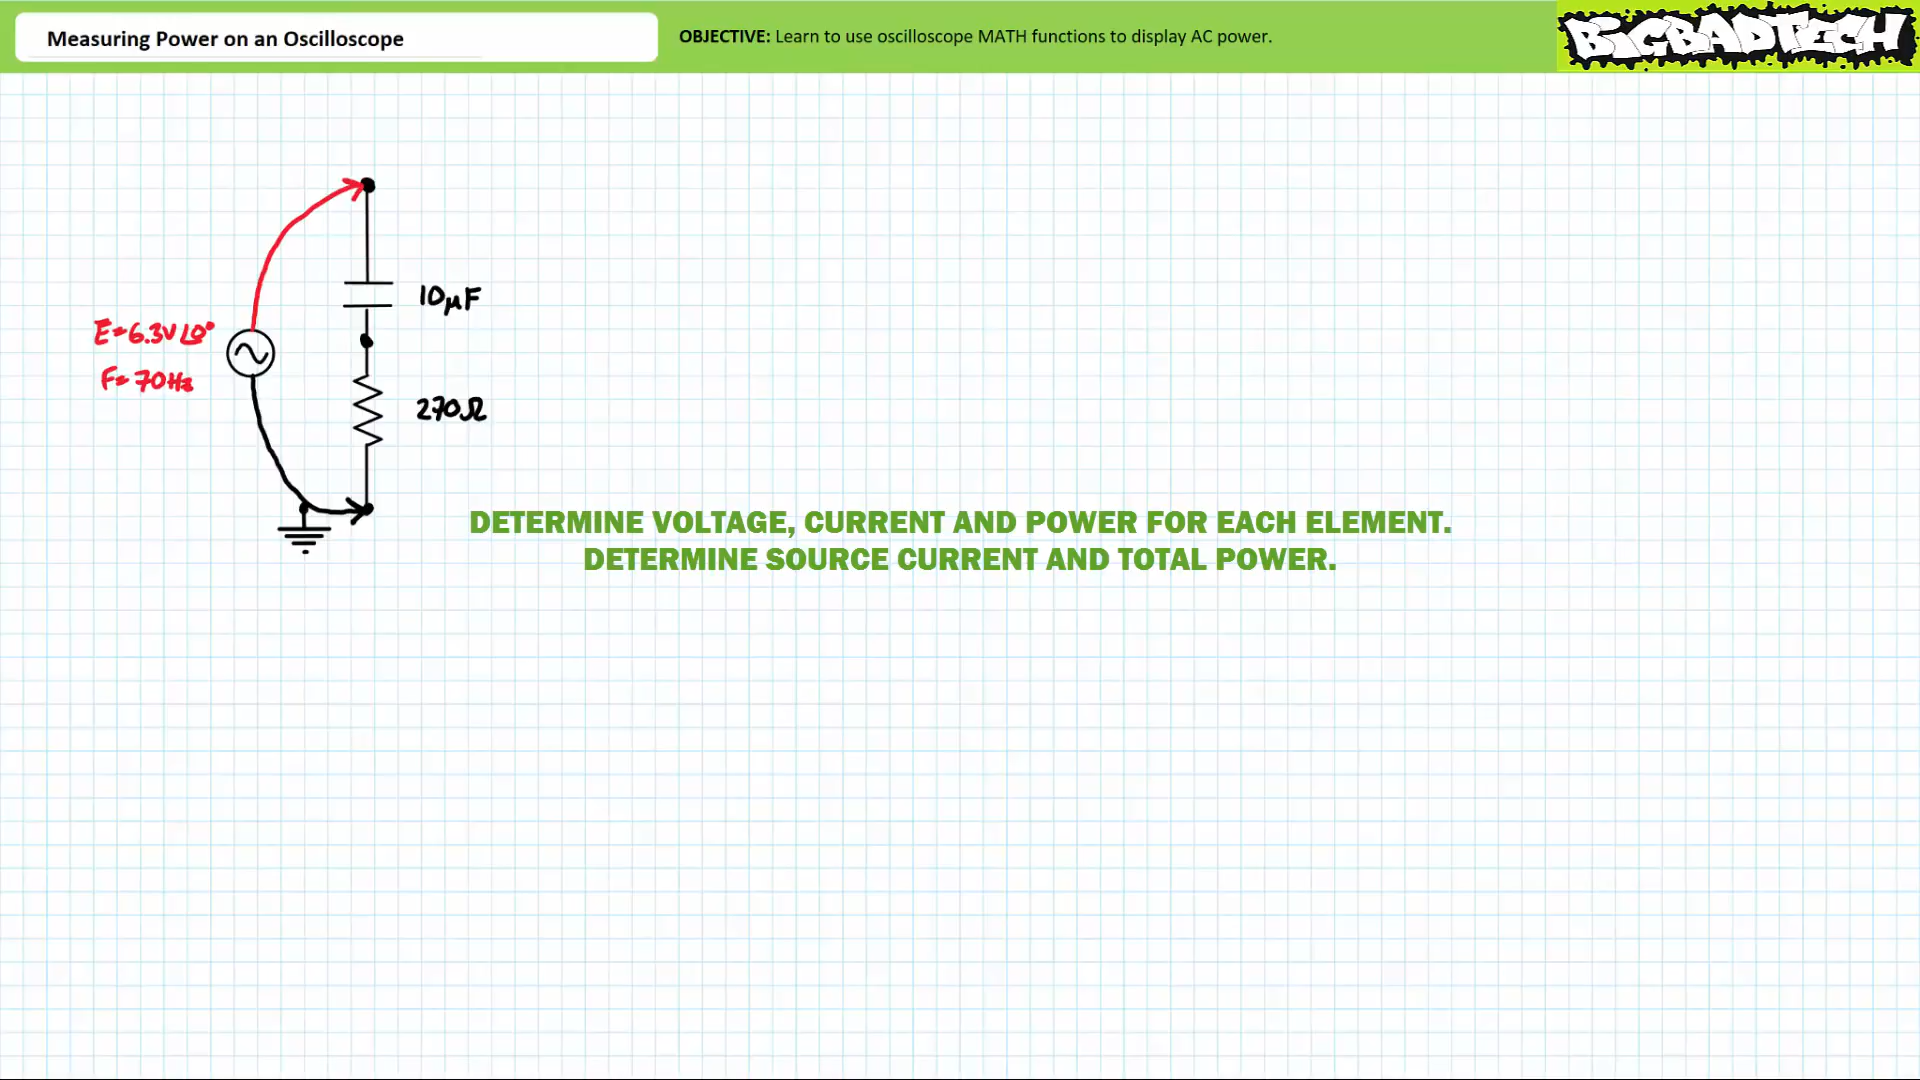 Measuring Power on an Oscilloscope
OBJECTIVE: Learn to use oscilloscope MATH functions to display AC power.
BIGBADTECH
10μF
E=6.3V∠0°
F=70Hz
270Ω
DETERMINE VOLTAGE, CURRENT AND POWER FOR EACH ELEMENT.
DETERMINE SOURCE CURRENT AND TOTAL POWER.